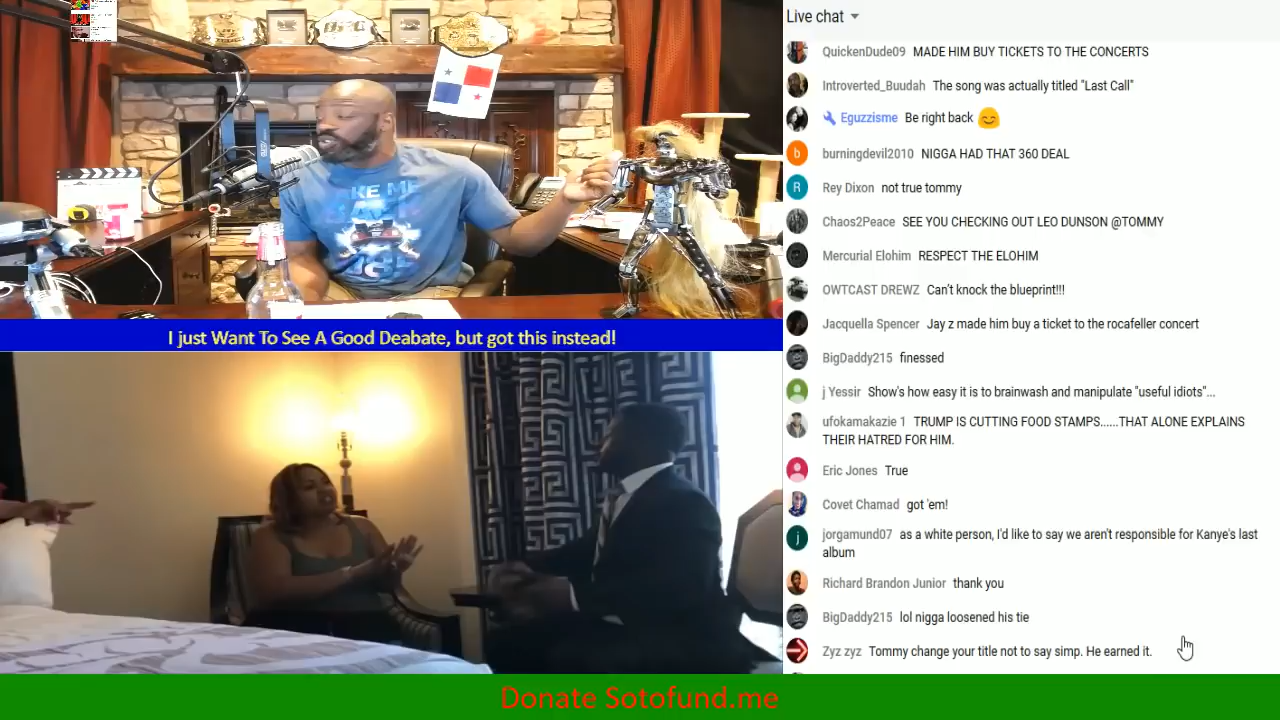 I just Want To See A Good Deabate, but got this instead!
Live chat
QuickenDude09 MADE HIM BUY TICKETS TO THE CONCERTS
Introverted_Buudah The song was actually titled "Last Call"
Eguzzisme Be right back
b burningdevil2010 NIGGA HAD THAT 360 DEAL
R Rey Dixon not true tommy
Chaos2Peace SEE YOU CHECKING OUT LEO DUNSON @TOMMY
Mercurial Elohim RESPECT THE ELOHIM
OWTCAST DREWZ Can't knock the blueprint!!!
Jacquella Spencer Jay z made him buy a ticket to the rocafeller concert
BigDaddy215 finessed
j Yessir Show's how easy it is to brainwash and manipulate "useful idiots"...
ufokamakazie 1 TRUMP IS CUTTING FOOD STAMPS......THAT ALONE EXPLAINS
THEIR HATRED FOR HIM.
Eric Jones True
Covet Chamad got 'em!
j jorgamund07 as a white person, I'd like to say we aren't responsible for Kanye's last
album
Richard Brandon Junior thank you
BigDaddy215 lol nigga loosened his tie
Zyz zyz Tommy change your title not to say simp. He earned it.
Donate Sotofund.me